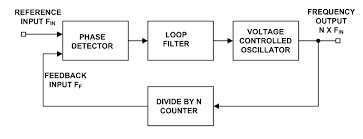 REFERENCE
INPUT FIN
PHASE
DETECTOR
LOOP
FILTER
VOLTAGE
CONTROLLED
OSCILLATOR
FREQUENCY
OUTPUT
N X FIN
FEEDBACK
INPUT FF
DIVIDE BY N
COUNTER